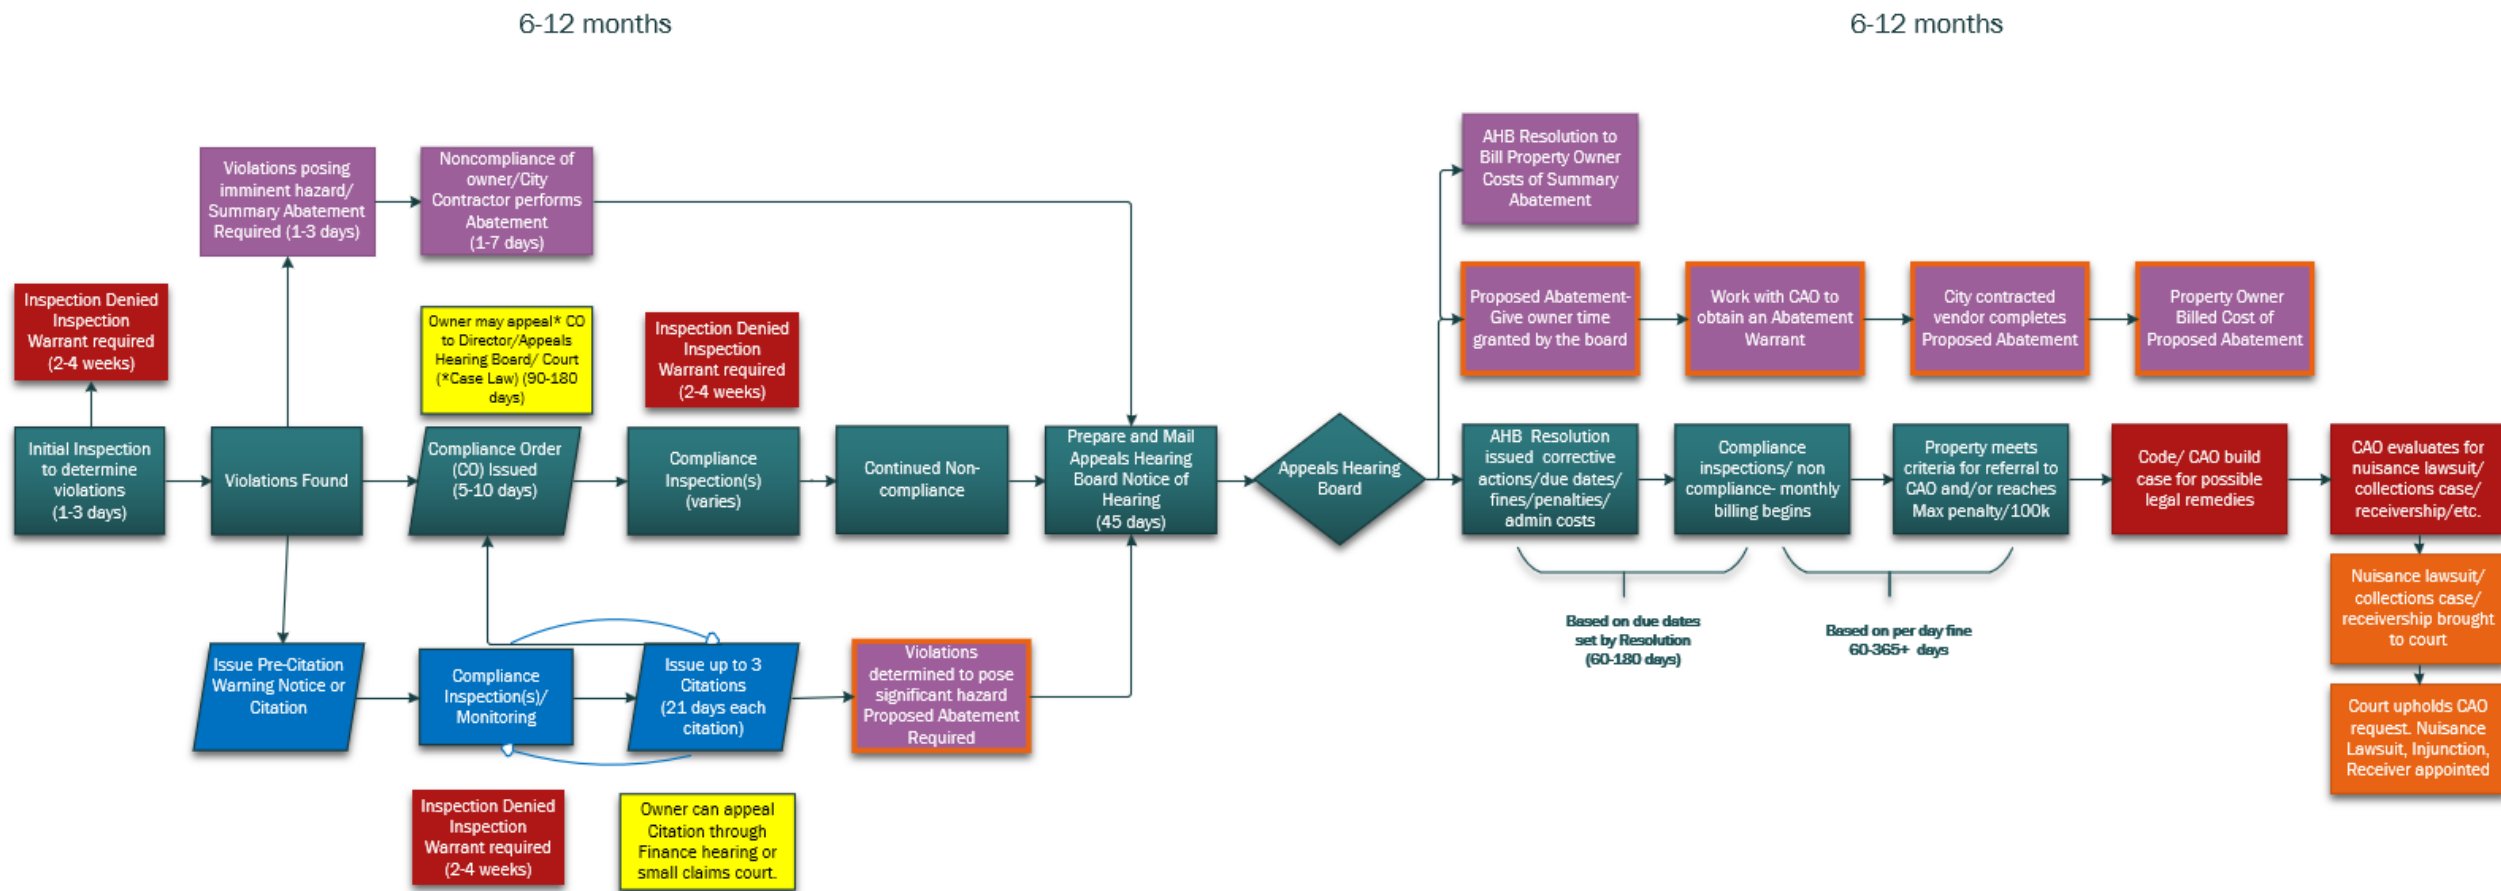 6-12 months
6-12 months
Violations posing
imminent hazard/
Summary Abatement
Required (1-3 days)
Noncompliance of
owner/City
Contractor performs
Abatement
(1-7 days)
AHB Resolution to
Bill Property Owner
Costs of Summary
Abatement
Inspection Denied
Inspection
Warrant required
(2-4 weeks)
Owner may appeal* CO
to Director/Appeals
Hearing Board/ Court
(*Case Law) (90-180
days)
Inspection Denied
Inspection
Warrant required
(2-4 weeks)
Proposed Abatement-
Give owner time
granted by the board
Work with CAO to
obtain an Abatement
Warrant
City contracted
vendor completes
Proposed Abatement
Property Owner
Billed Cost of
Proposed Abatement
Initial Inspection
to determine
violations
(1-3 days)
Violations Found
Compliance Order
(CO) Issued
(5-10 days)
Compliance
Inspection(s)
(varies)
Continued Non-
compliance
Prepare and Mail
Appeals Hearing
Board Notice of
Hearing
(45 days)
Appeals Hearing
Board
AHB Resolution
issued corrective
actions/due dates/
fines/penalties/
admin costs
Compliance
inspections/ non
compliance- monthly
billing begins
Property meets
criteria for referral to
CAO and/or reaches
Max penalty/100k
Code/ CAO build
case for possible
legal remedies
CAO evaluates for
nuisance lawsuit/
collections case/
receivership/etc.
Based on due dates
set by Resolution
(60-180 days)
Based on per day fine
60-365+ days
Nuisance lawsuit/
collections case/
receivership brought
to court
Issue Pre-Citation
Warning Notice or
Citation
Compliance
Inspection(s)/
Monitoring
Issue up to 3
Citations
(21 days each
citation)
Violations
determined to pose
significant hazard
Proposed Abatement
Required
Court upholds CAO
request. Nuisance
Lawsuit, Injunction,
Receiver appointed
Inspection Denied
Inspection
Warrant required
(2-4 weeks)
Owner can appeal
Citation through
Finance hearing or
small claims court.